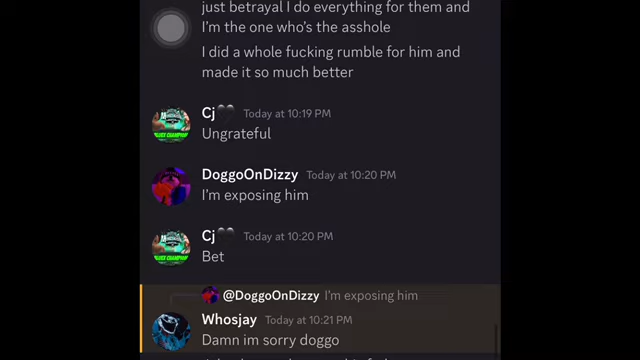 just betrayal I do everything for them and
I'm the one who's the asshole
I did a whole fucking rumble for him and
made it so much better
Cj🖤 Today at 10:19 PM
Ungrateful
DoggoOnDizzy Today at 10:20 PM
I'm exposing him
Cj🖤 Today at 10:20 PM
Bet
@DoggoOnDizzy I'm exposing him
Whosjay Today at 10:21 PM
Damn im sorry doggo